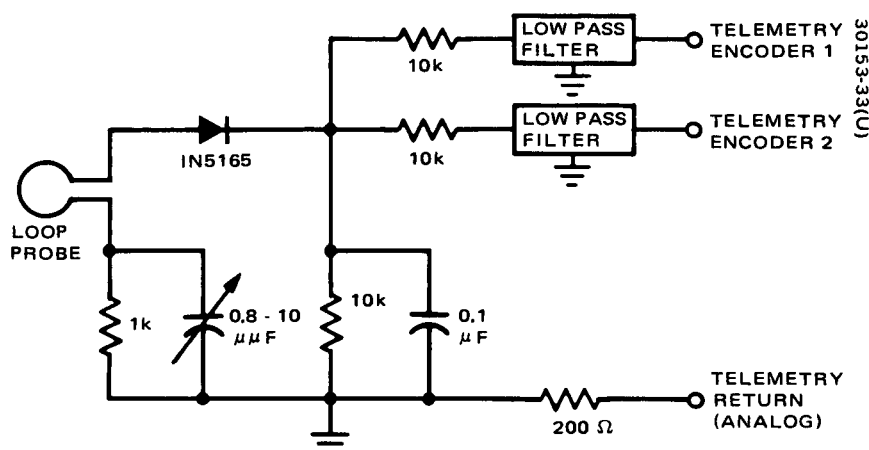 LOW PASS
FILTER
10k
TELEMETRY
ENCODER 1
30153-33(U)
LOW PASS
FILTER
10k
TELEMETRY
ENCODER 2
IN5165
LOOP
PROBE
1k
0.8 - 10
μμF
10k
0.1
μF
200 Ω
TELEMETRY
RETURN
(ANALOG)